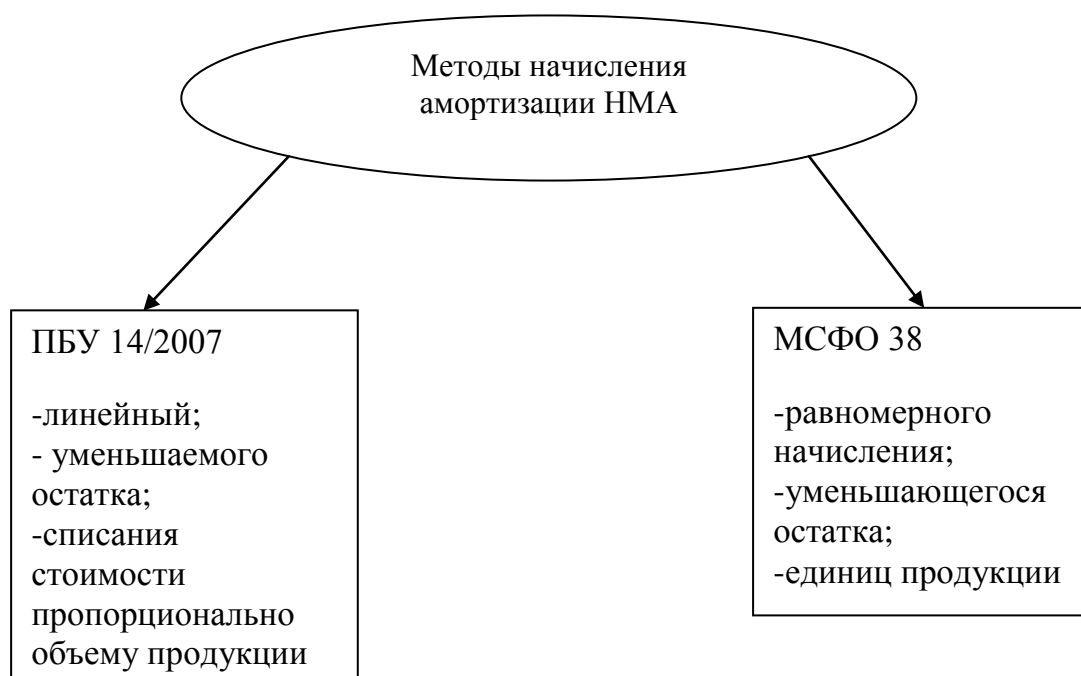 Методы начисления
амортизации НМА
ПБУ 14/2007
-линейный;
- уменьшаемого
остатка;
-списания
стоимости
пропорционально
объему продукции
МСФО 38
-равномерного
начисления;
-уменьшающегося
остатка;
-единиц продукции